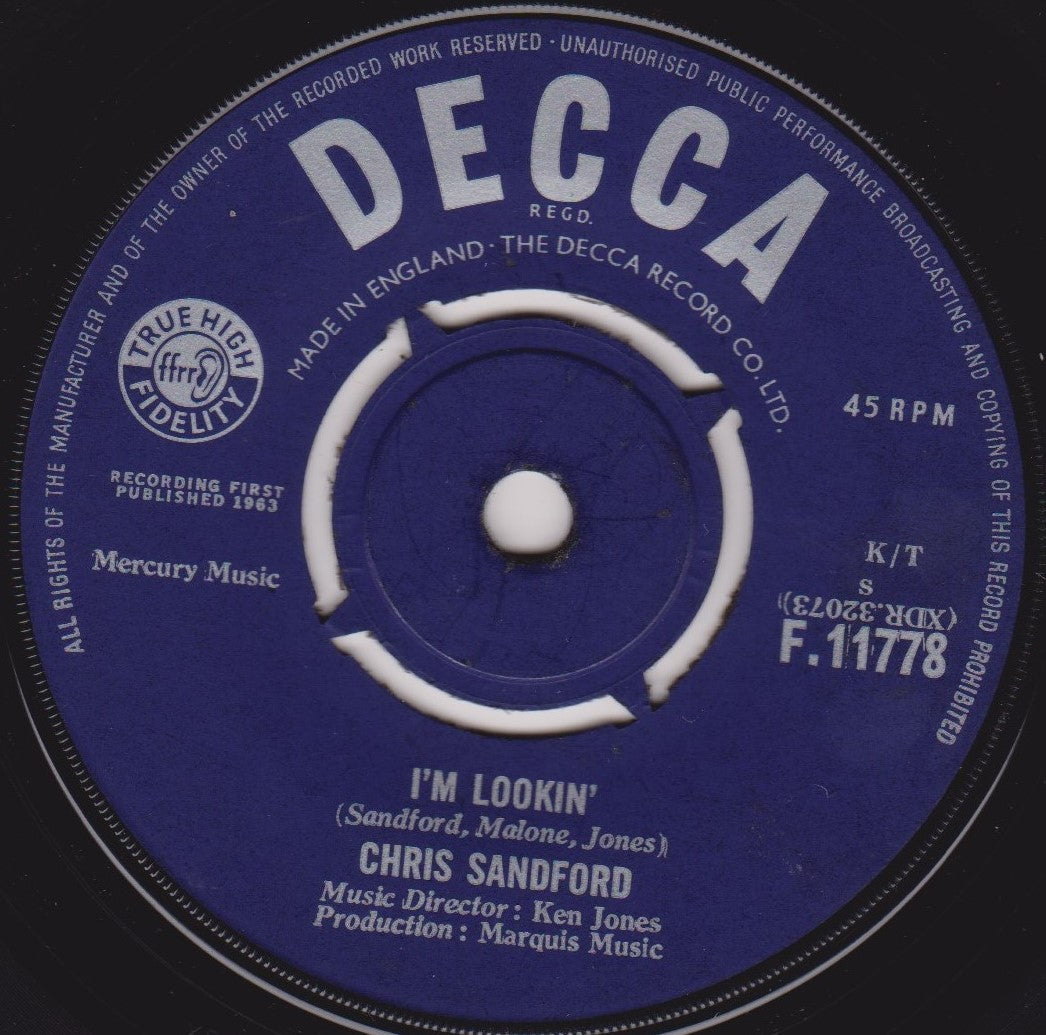 ALL RIGHTS OF THE MANUFACTURER AND OF THE OWNER OF THE RECORDED WORK RESERVED · UNAUTHORISED PUBLIC PERFORMANCE BROADCASTING AND COPYING OF THIS RECORD PROHIBITED
DECCA
REGD.
MADE IN ENGLAND · THE DECCA RECORD CO. LTD.
TRUE HIGH
ffrr
FIDELITY
45 RPM
RECORDING FIRST
PUBLISHED 1963
Mercury Music
K/T
S
(XDR.32073)
F.11778
I'M LOOKIN'
(Sandford, Malone, Jones)
CHRIS SANDFORD
Music Director : Ken Jones
Production : Marquis Music